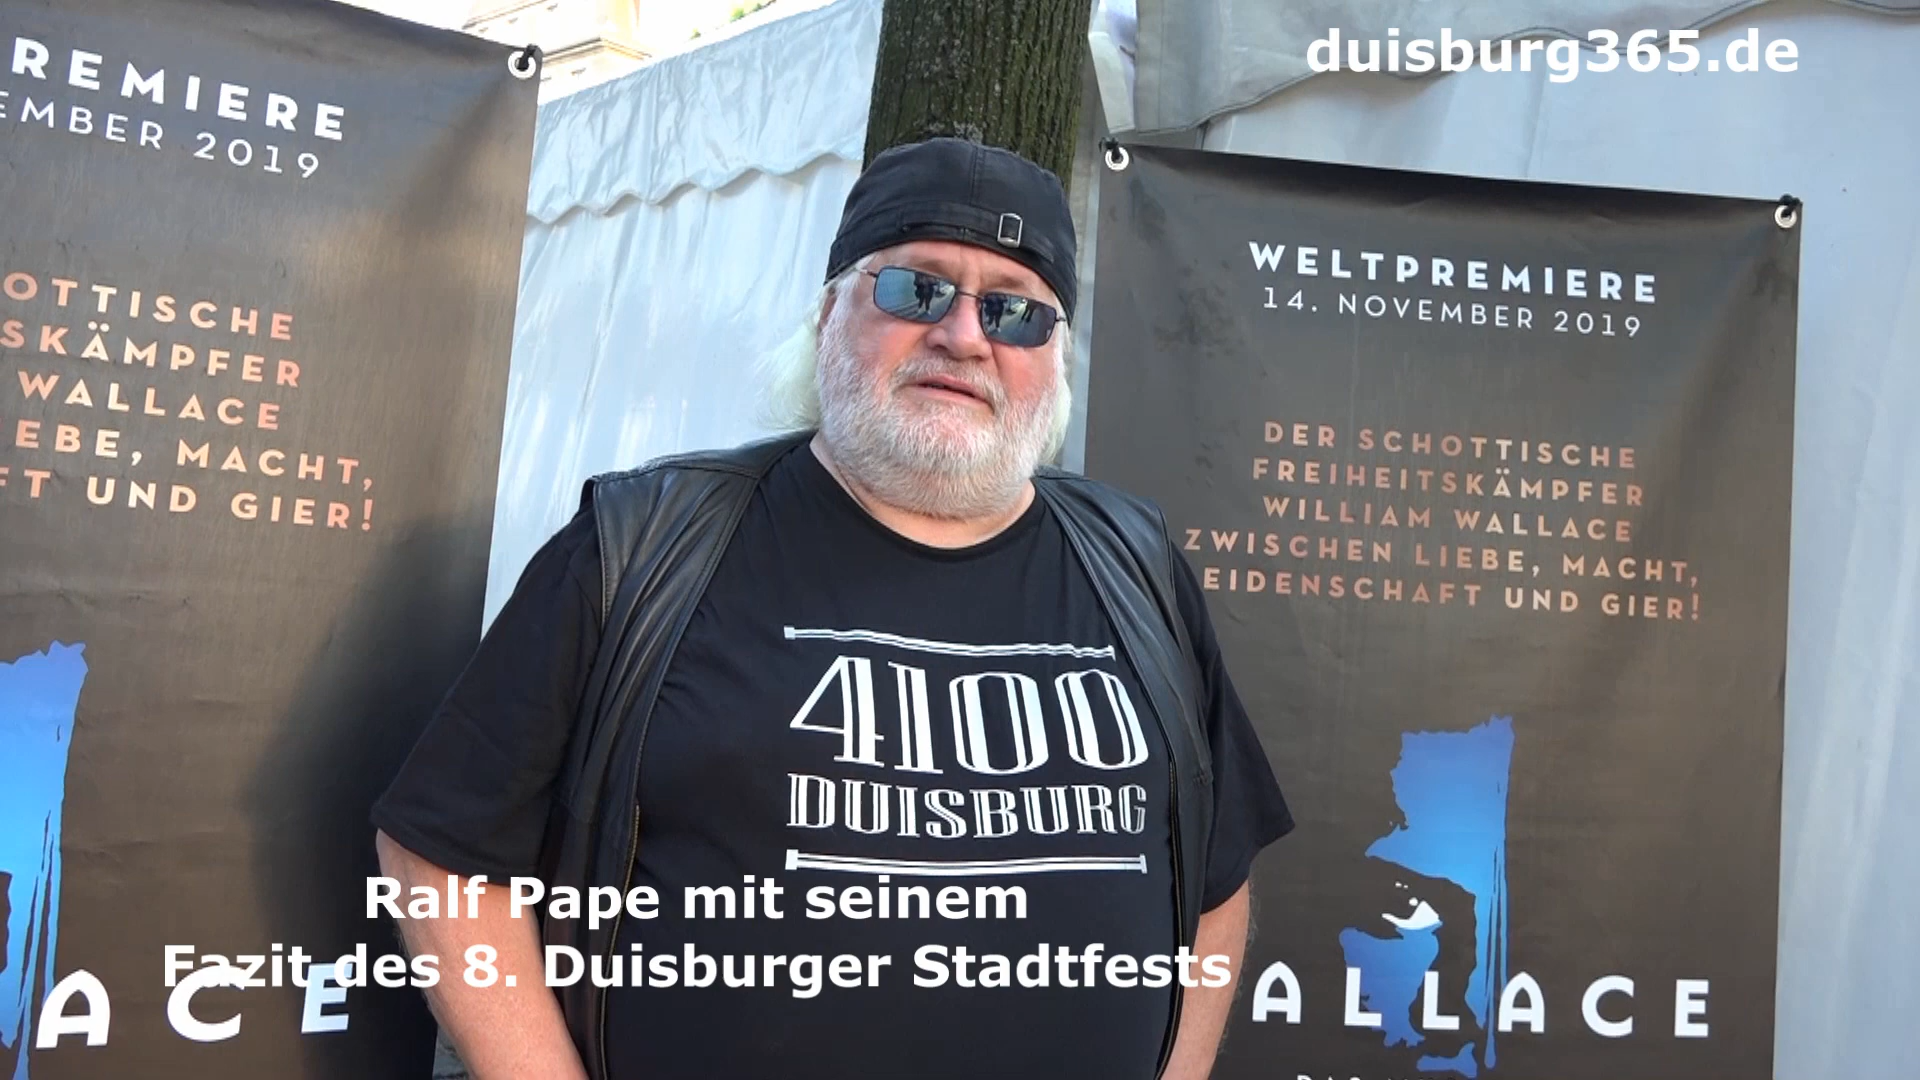 duisburg365.de
REMIERE
EMBER 2019
OTTISCHE
SKÄMPFER
WALLACE
EBE, MACHT,
FT UND GIER!
ACE
WELTPREMIERE
14. NOVEMBER 2019
DER SCHOTTISCHE
FREIHEITSKÄMPFER
WILLIAM WALLACE
ZWISCHEN LIEBE, MACHT,
EIDENSCHAFT UND GIER!
ALLACE
4100
DUISBURG
Ralf Pape mit seinem
Fazit des 8. Duisburger Stadtfests